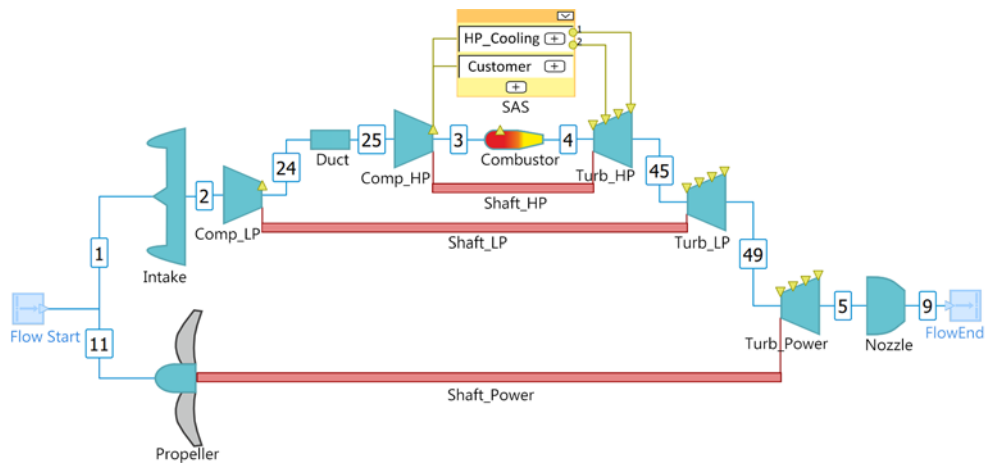 1
HP_Cooling
2
Customer
SAS
3
4
Combustor
25
Duct
Comp_HP
24
Turb_HP
45
Shaft_HP
2
Comp_LP
Shaft_LP
Turb_LP
1
Intake
49
Flow Start
11
5
9
FlowEnd
Turb_Power
Nozzle
Shaft_Power
Propeller